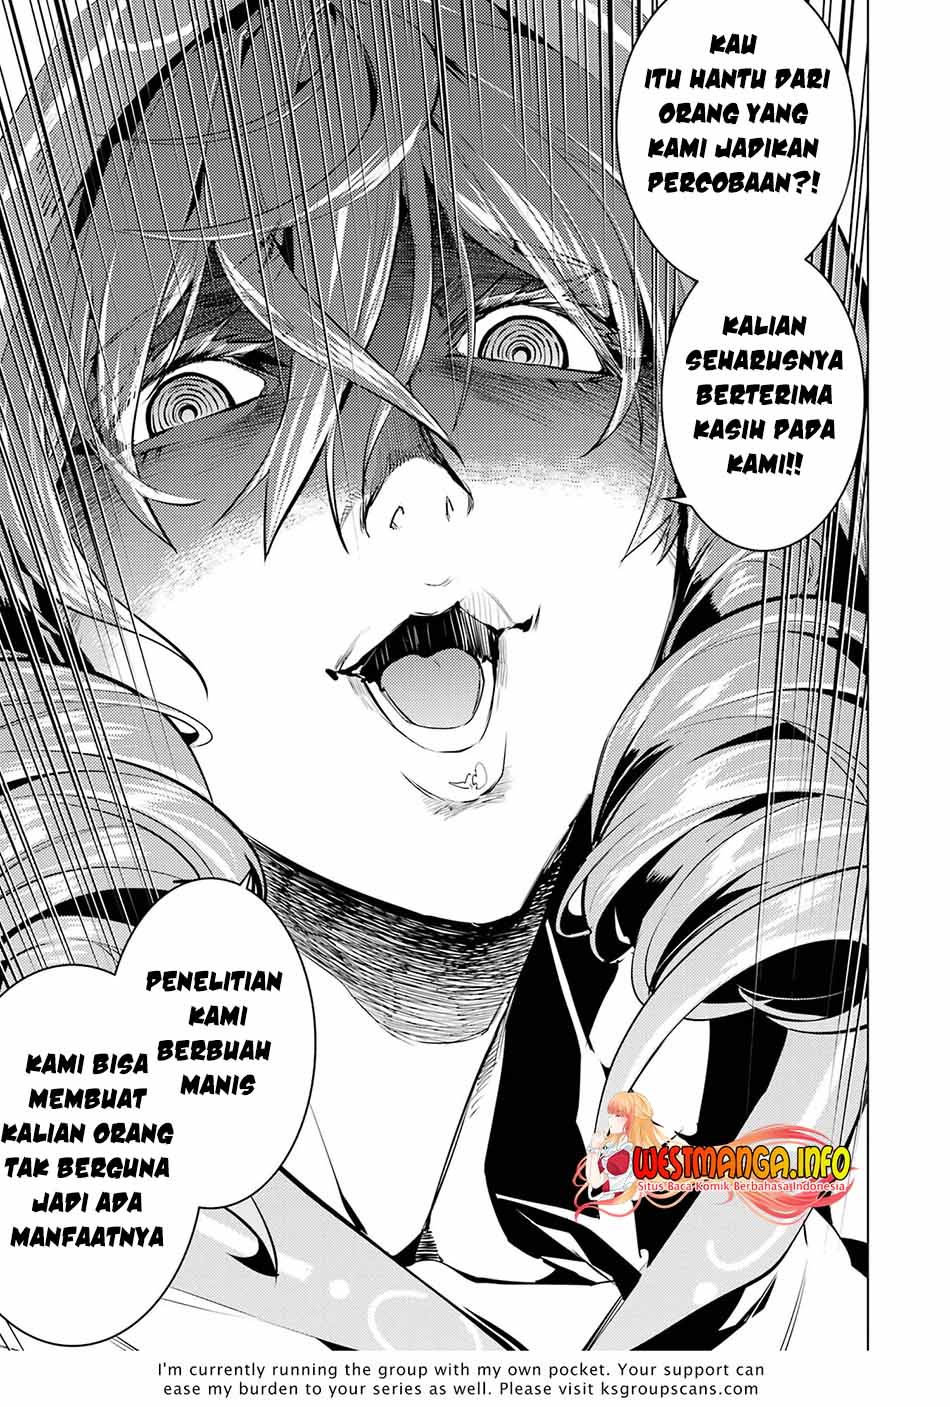 KAU
ITU HANTU DARI
ORANG YANG
KAMI JADIKAN
PERCOBAAN?!
KALIAN
SEHARUSNYA
BERTERIMA
KASIH PADA
KAMI!!
PENELITIAN
KAMI
BERBUAH
MANIS
KAMI BISA
MEMBUAT
KALIAN ORANG
TAK BERGUNA
JADI ADA
MANFAATNYA
WESTMANGA.INFO
Situs Baca Komik Berbahasa Indonesia
I'm currently running the group with my own pocket. Your support can
ease my burden to your series as well. Please visit ksgroupscans.com